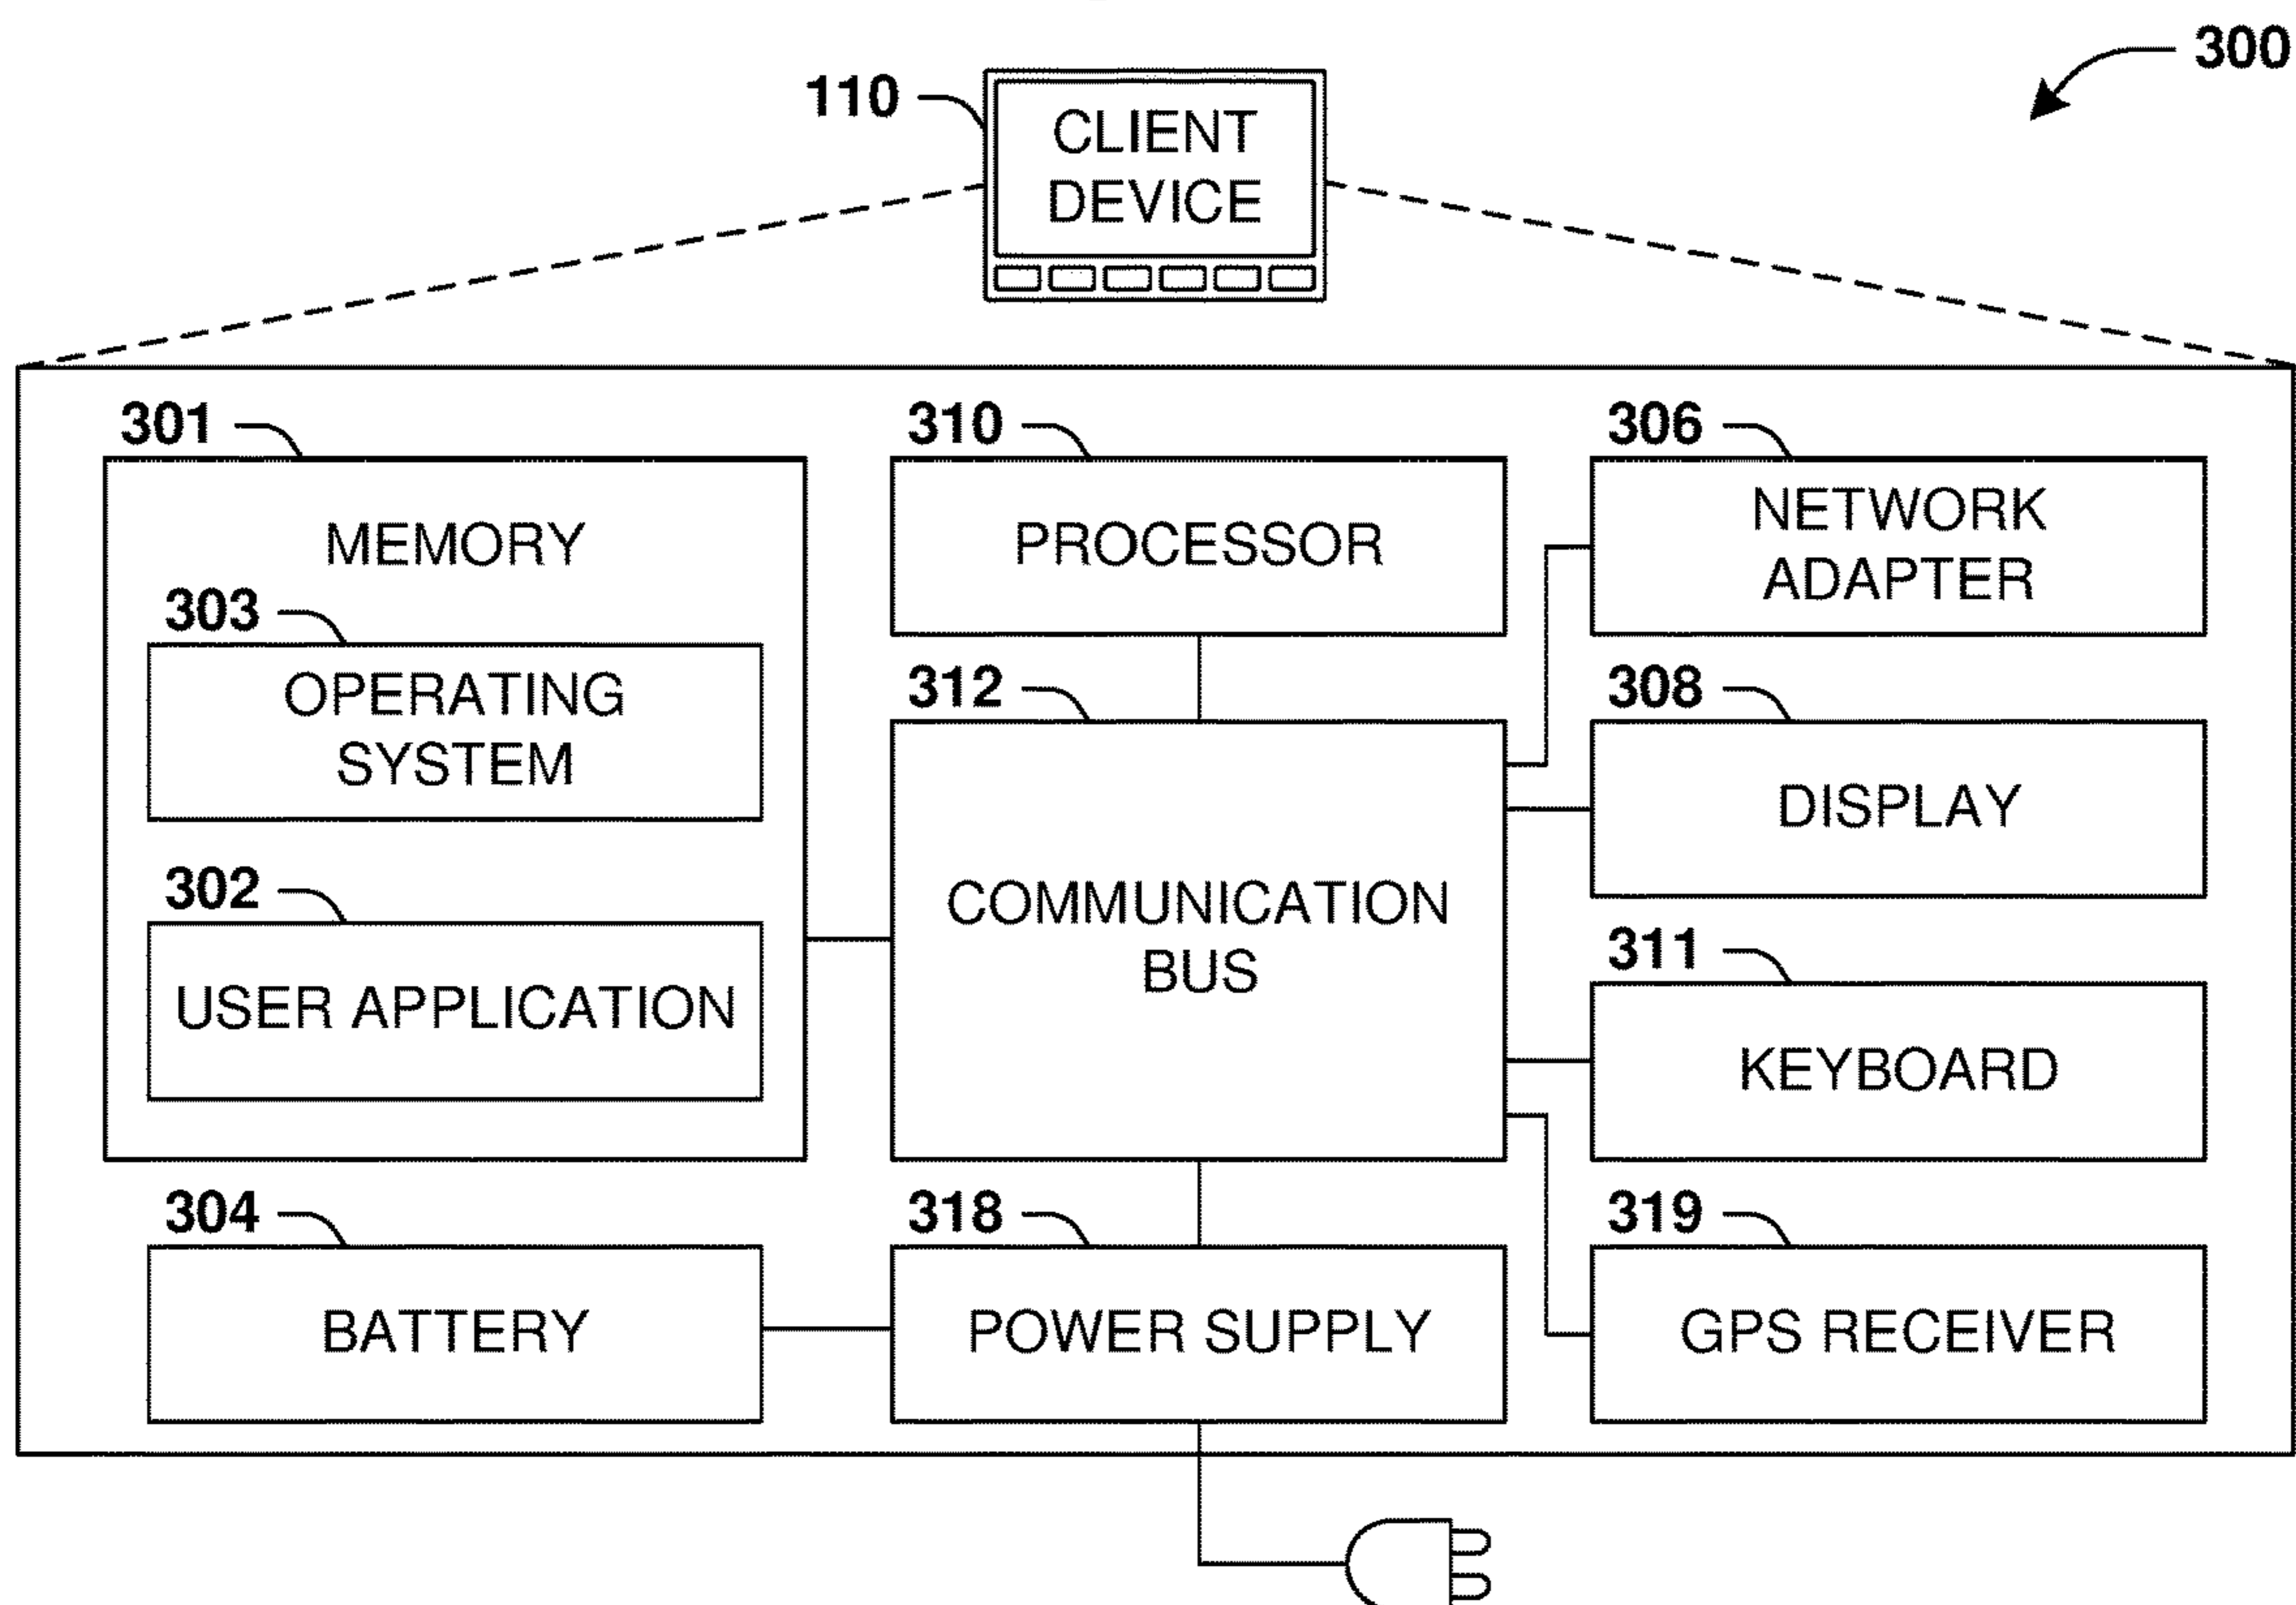 300
110
CLIENT
DEVICE
301
310
306
MEMORY
PROCESSOR
NETWORK
ADAPTER
303
312
308
OPERATING
SYSTEM
DISPLAY
302
COMMUNICATION
BUS
311
USER APPLICATION
KEYBOARD
304
318
319
BATTERY
POWER SUPPLY
GPS RECEIVER